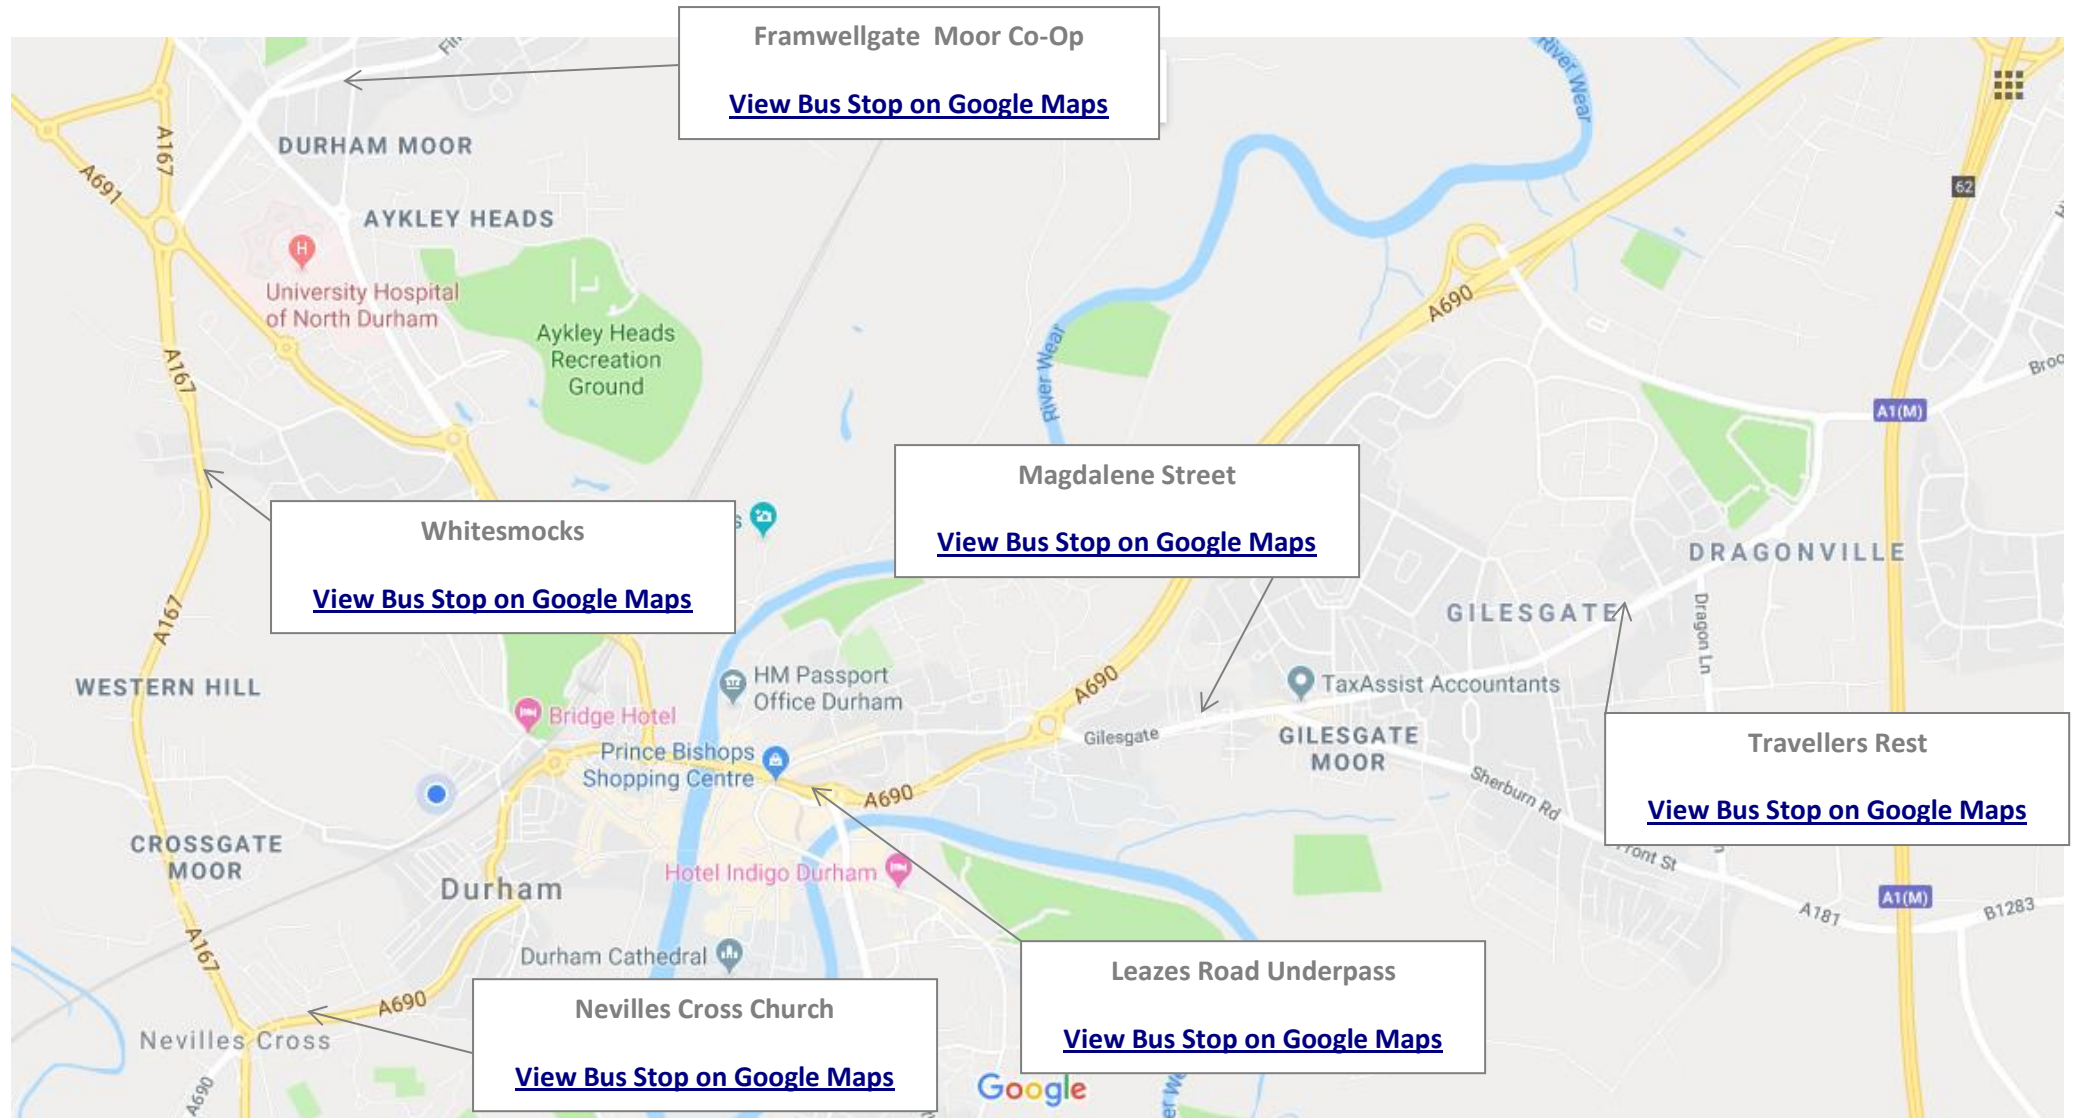 Framwellgate Moor Co-Op
View Bus Stop on Google Maps
River Wear
A167
DURHAM MOOR
A691
62
AYKLEY HEADS
H
University Hospital
of North Durham
A690
Aykley Heads
Recreation
Ground
River Wear
A167
A1(M)
Magdalene Street
View Bus Stop on Google Maps
Whitesmocks
View Bus Stop on Google Maps
DRAGONVILLE
GILESGATE
Dragon Ln
A167
WESTERN HILL
HM Passport
Office Durham
A690
TaxAssist Accountants
Bridge Hotel
Gilesgate
GILESGATE
MOOR
Prince Bishops
Shopping Centre
Travellers Rest
View Bus Stop on Google Maps
Sherburn Rd
A690
CROSSGATE
MOOR
Hotel Indigo Durham
Front St
Durham
A181
A1(M)
B1283
A167
Durham Cathedral
Leazes Road Underpass
View Bus Stop on Google Maps
A690
Nevilles Cross
Nevilles Cross Church
View Bus Stop on Google Maps
A690
Google